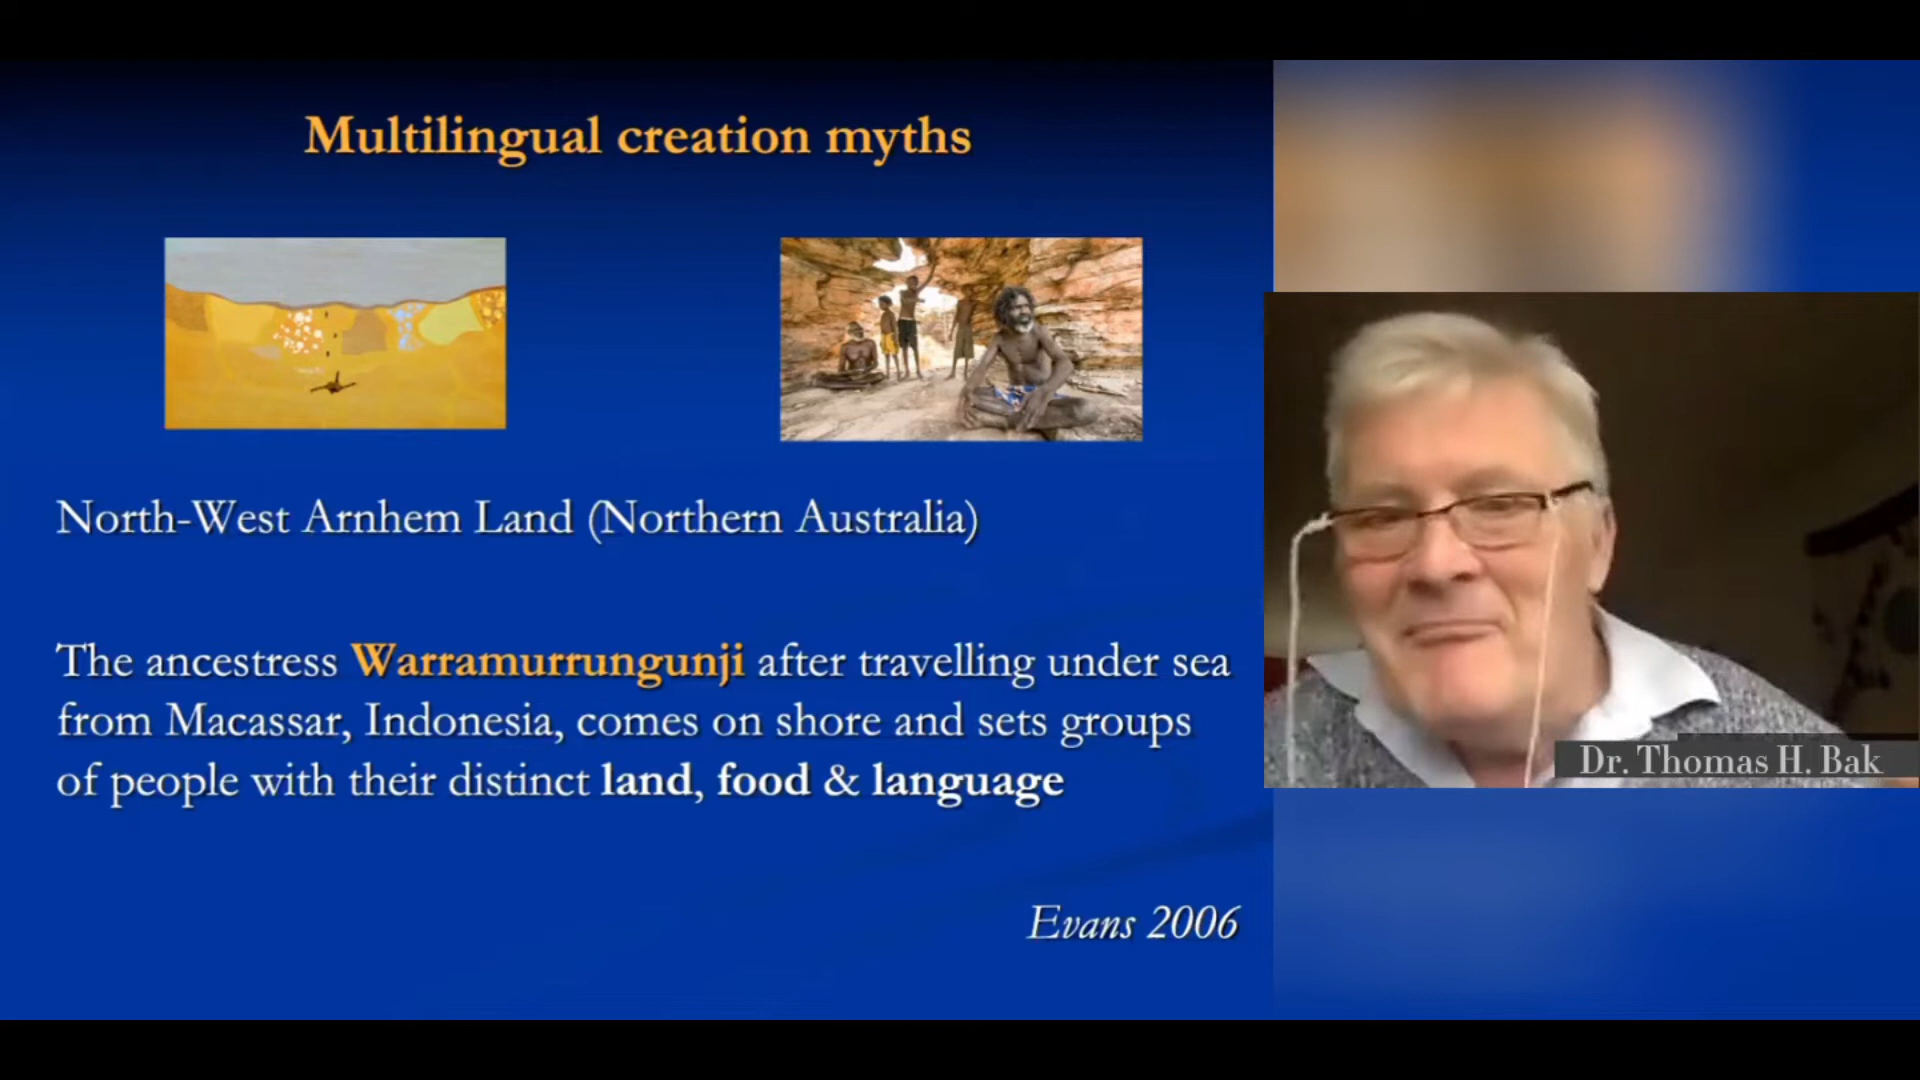 Multilingual creation myths
North-West Arnhem Land (Northern Australia)
The ancestress Warramurrungunji after travelling under sea
from Macassar, Indonesia, comes on shore and sets groups
of people with their distinct land, food & language
Evans 2006
Dr. Thomas H. Bak